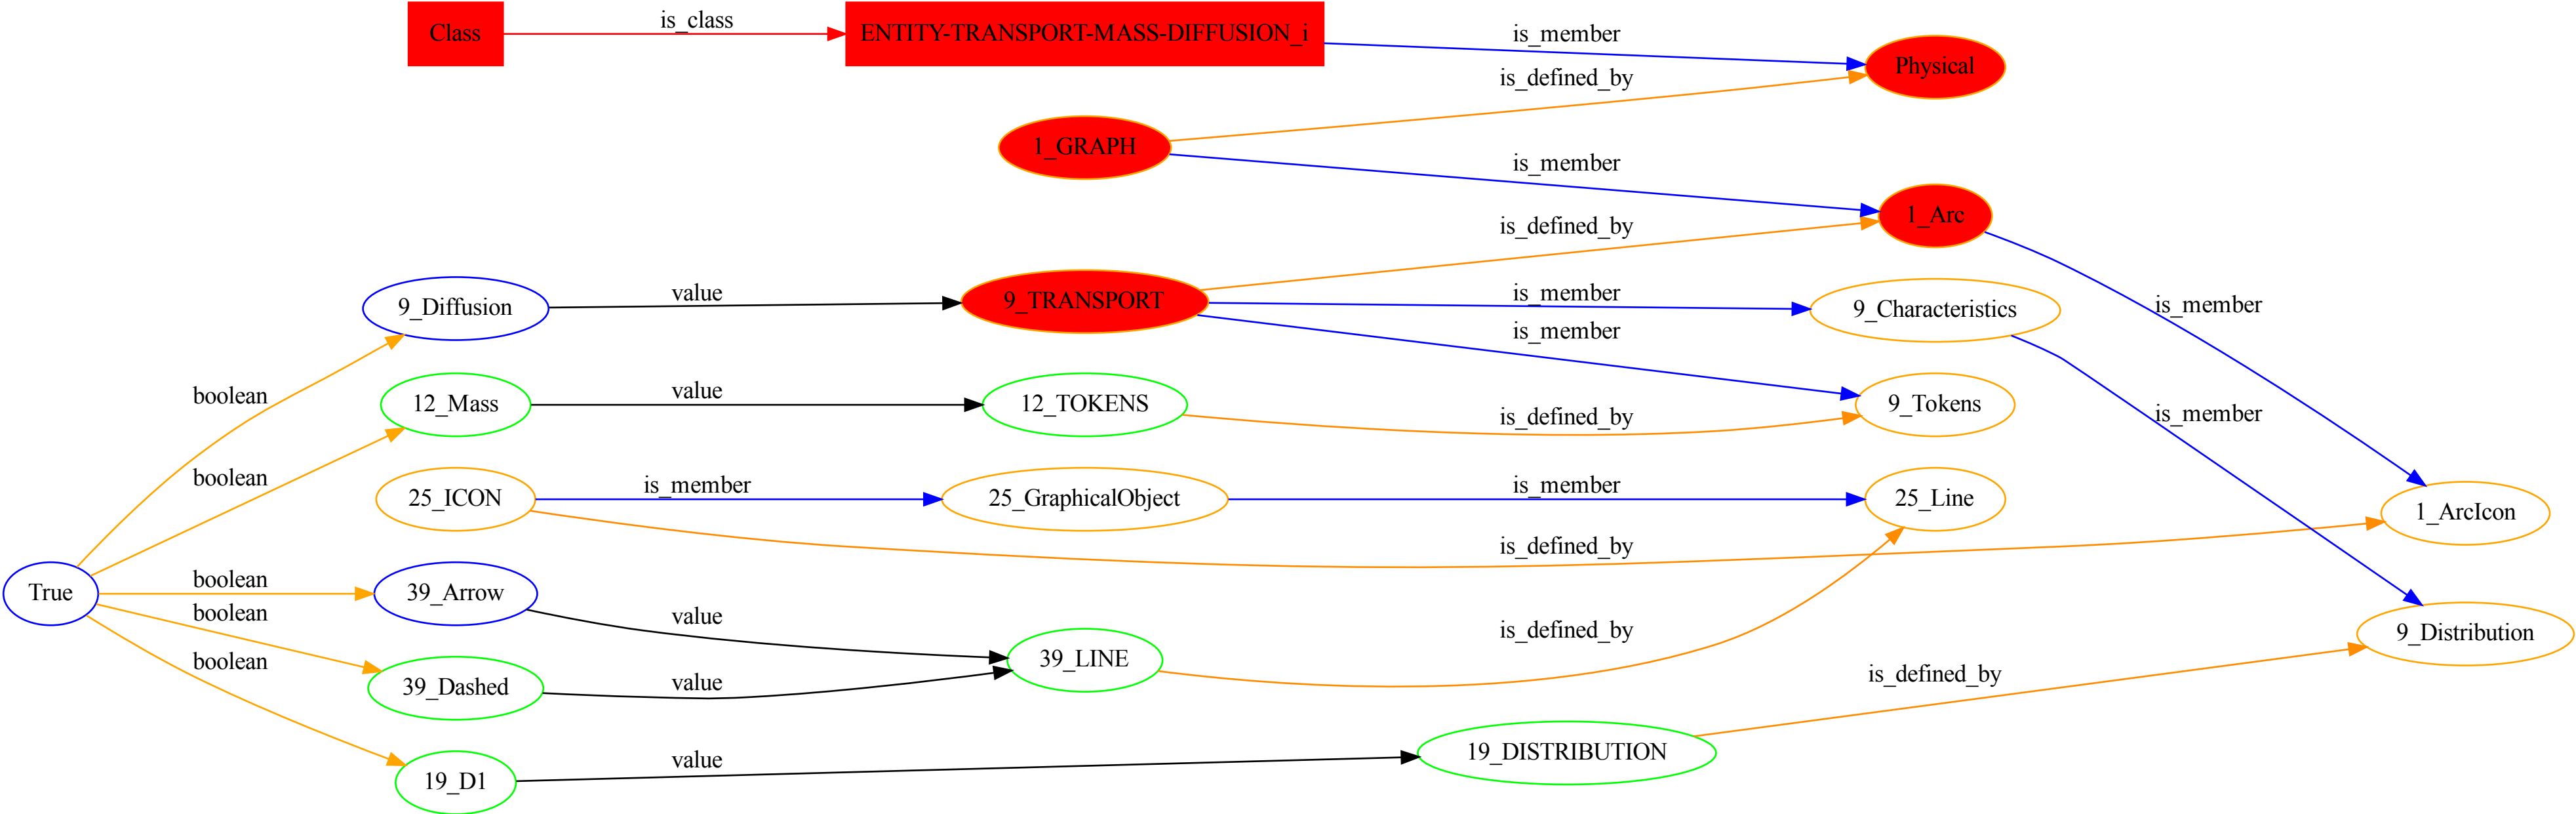 Class
is_class
ENTITY-TRANSPORT-MASS-DIFFUSION_i
is_member
Physical
is_defined_by
1_GRAPH
is_member
1_Arc
is_defined_by
9_Diffusion
value
9_TRANSPORT
is_member
9_Characteristics
is_member
is_member
boolean
12_Mass
value
12_TOKENS
is_defined_by
9_Tokens
is_member
boolean
25_ICON
is_member
25_GraphicalObject
is_member
25_Line
1_ArcIcon
is_defined_by
True
boolean
39_Arrow
boolean
value
is_defined_by
9_Distribution
boolean
39_Dashed
value
39_LINE
is_defined_by
19_D1
value
19_DISTRIBUTION